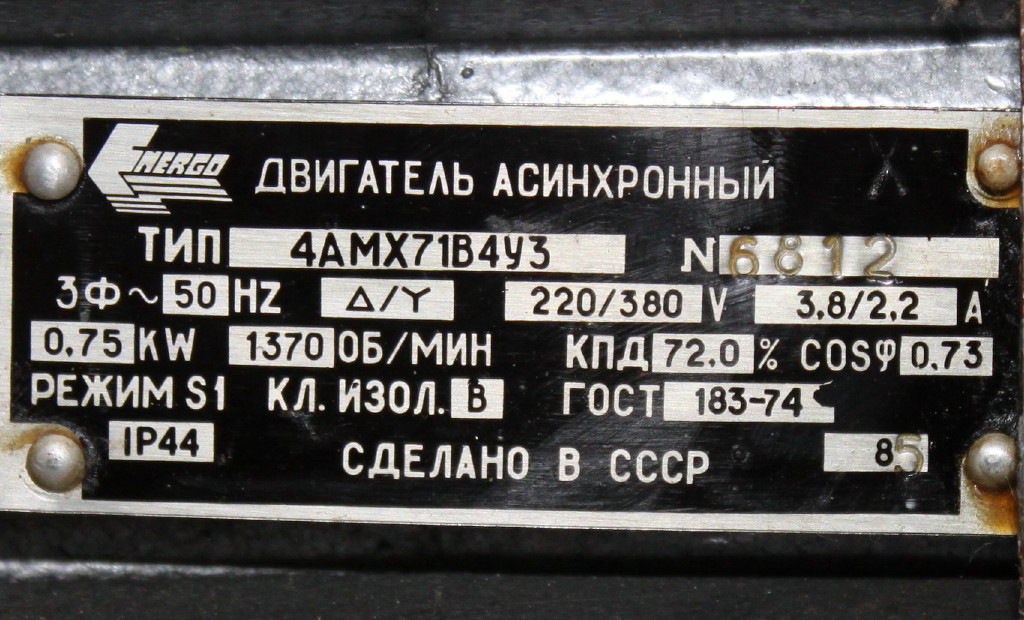 ENERGO ДВИГАТЕЛЬ АСИНХРОННЫЙ
ТИП 4АМХ71В4У3 N 6812
3Ф~ 50 HZ Δ/Y 220/380 V 3,8/2,2 A
0,75 KW 1370 ОБ/МИН КПД 72,0 % COSφ 0,73
РЕЖИМ S1 КЛ. ИЗОЛ. В ГОСТ 183-74
IP44 СДЕЛАНО В СССР 85